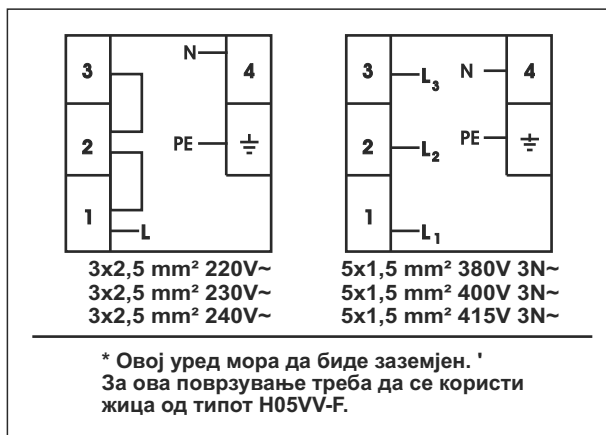 3 N 4
2 PE
1 L
3x2,5 mm² 220V~
3x2,5 mm² 230V~
3x2,5 mm² 240V~
3 L3 N 4
2 L2 PE
1 L1
5x1,5 mm² 380V 3N~
5x1,5 mm² 400V 3N~
5x1,5 mm² 415V 3N~
* Овој уред мора да биде заземјен. '
За ова поврзување треба да се користи
жица од типот H05VV-F.